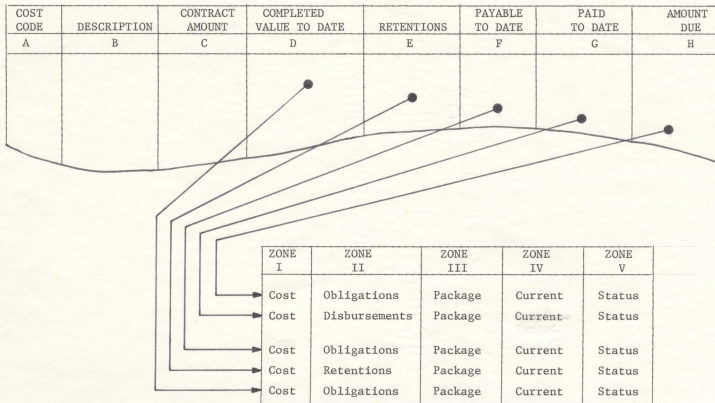 COST CONTRACT COMPLETED PAYABLE PAID AMOUNT
CODE DESCRIPTION AMOUNT VALUE TO DATE RETENTIONS TO DATE TO DATE DUE
A B C D E F G H
ZONE ZONE ZONE ZONE ZONE
I II III IV V
Cost Obligations Package Current Status
Cost Disbursements Package Current Status
Cost Obligations Package Current Status
Cost Retentions Package Current Status
Cost Obligations Package Current Status